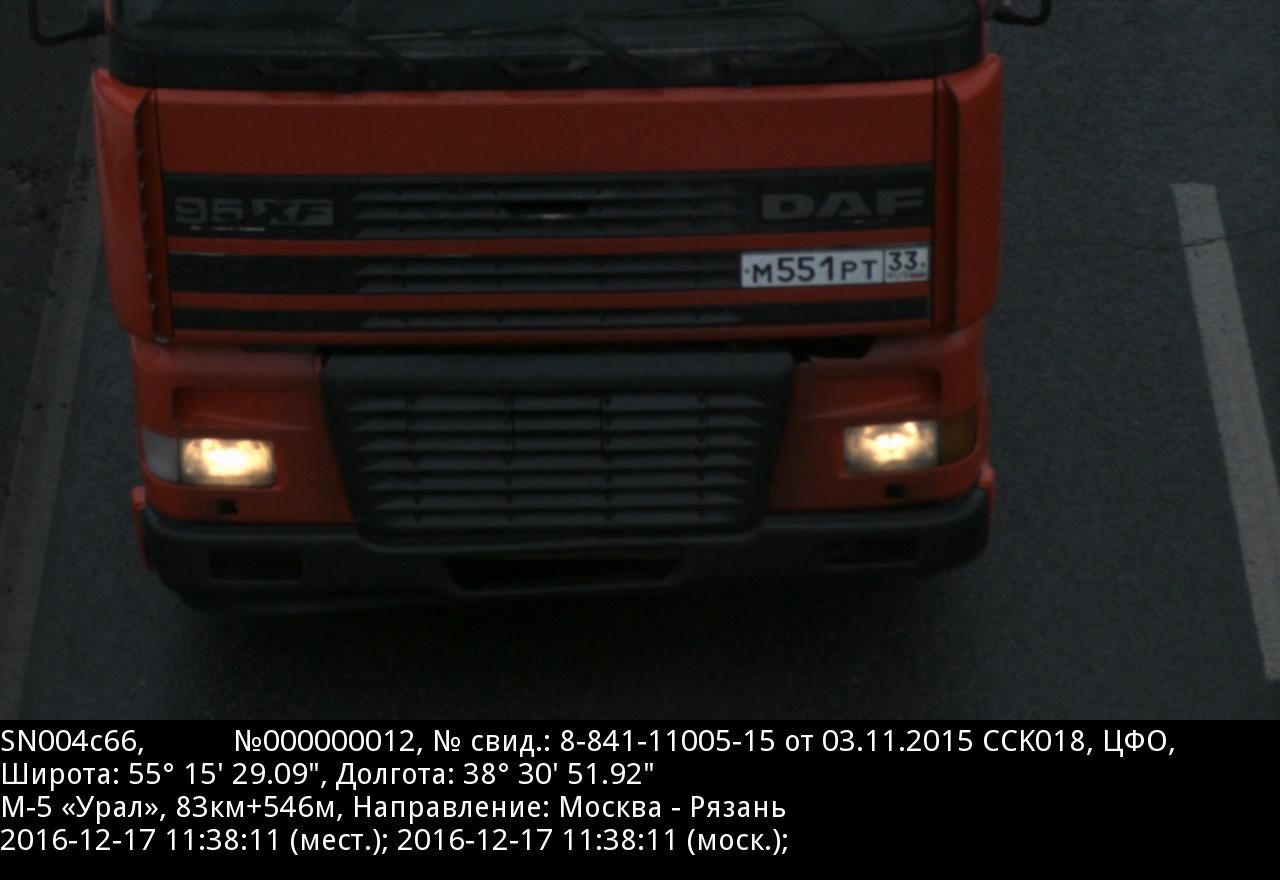 95XF
DAF
М551РТ 33
RUS
SN004c66, №000000012, № свид.: 8-841-11005-15 от 03.11.2015 ССК018, ЦФО,
Широта: 55° 15' 29.09", Долгота: 38° 30' 51.92"
М-5 «Урал», 83км+546м, Направление: Москва - Рязань
2016-12-17 11:38:11 (мест.); 2016-12-17 11:38:11 (моск.);